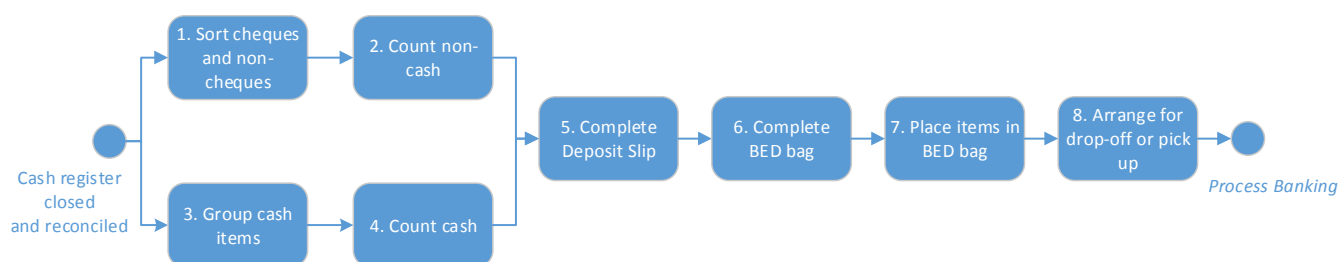 Cash register
closed
and reconciled
1. Sort cheques
and non-
cheques
2. Count non-
cash
3. Group cash
items
4. Count cash
5. Complete
Deposit Slip
6. Complete
BED bag
7. Place items in
BED bag
8. Arrange for
drop-off or pick
up
Process Banking